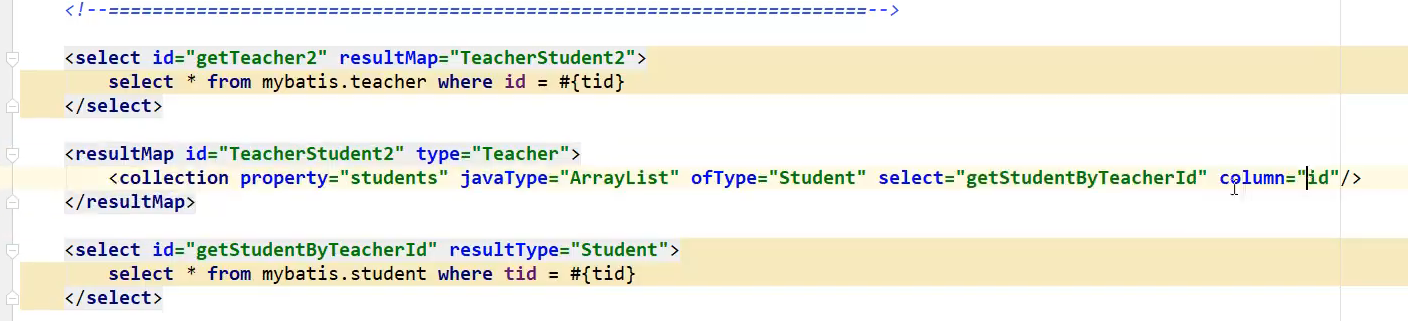 <!--=====================================================================-->
<select id="getTeacher2" resultMap="TeacherStudent2">
select * from mybatis.teacher where id = #{tid}
</select>
<resultMap id="TeacherStudent2" type="Teacher">
<collection property="students" javaType="ArrayList" ofType="Student" select="getStudentByTeacherId" column="id"/>
</resultMap>
<select id="getStudentByTeacherId" resultType="Student">
select * from mybatis.student where tid = #{tid}
</select>